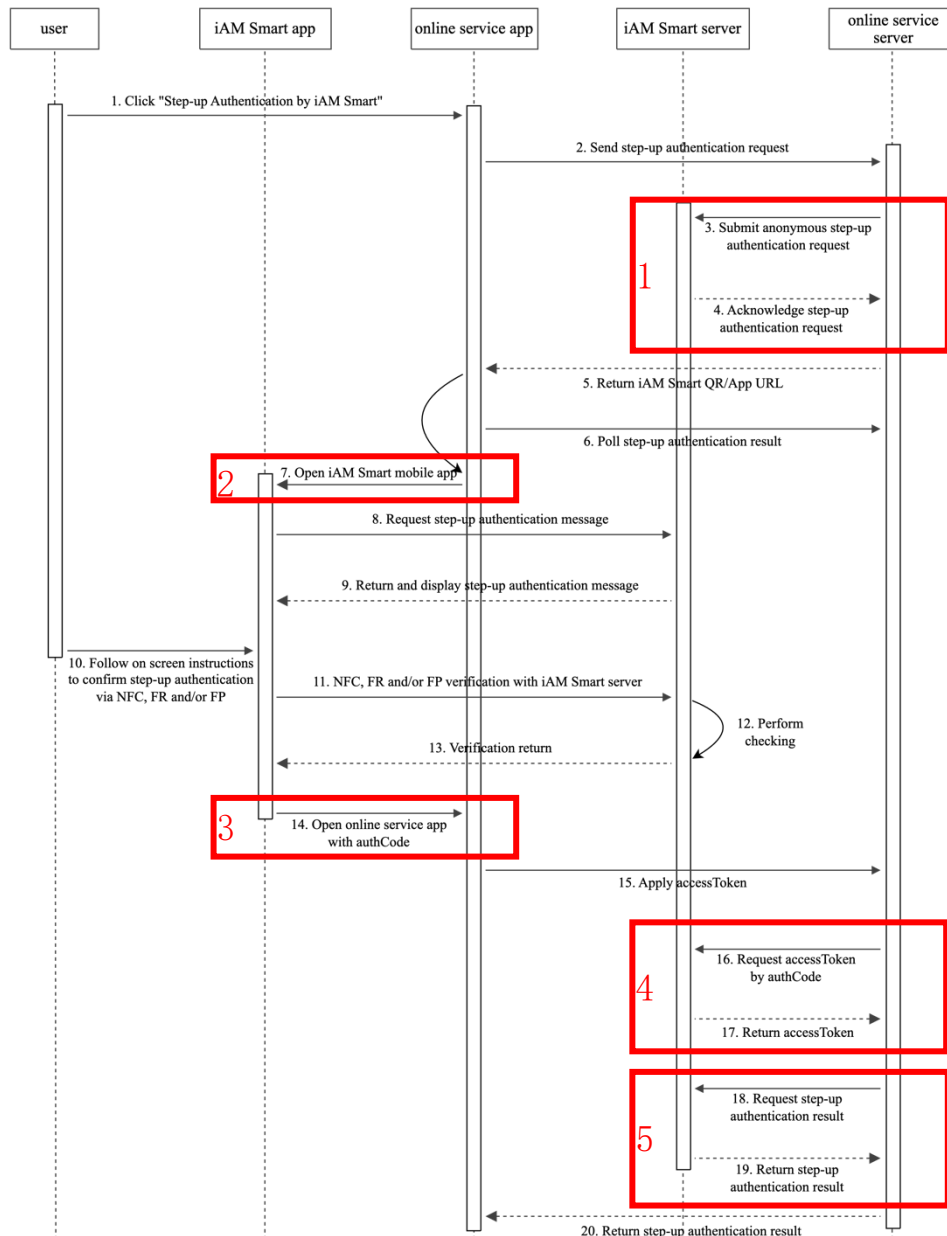 user
iAM Smart app
online service app
iAM Smart server
online service
server
1. Click "Step-up Authentication by iAM Smart"
2. Send step-up authentication request
1
3. Submit anonymous step-up
authentication request
4. Acknowledge step-up
authentication request
5. Return iAM Smart QR/App URL
6. Poll step-up authentication result
2
7. Open iAM Smart mobile app
8. Request step-up authentication message
9. Return and display step-up authentication message
10. Follow on screen instructions
to confirm step-up authentication
via NFC, FR and/or FP
11. NFC, FR and/or FP verification with iAM Smart server
12. Perform
checking
13. Verification return
3
14. Open online service app
with authCode
15. Apply accessToken
4
16. Request accessToken
by authCode
17. Return accessToken
5
18. Request step-up
authentication result
19. Return step-up
authentication result
20. Return step-up authentication result